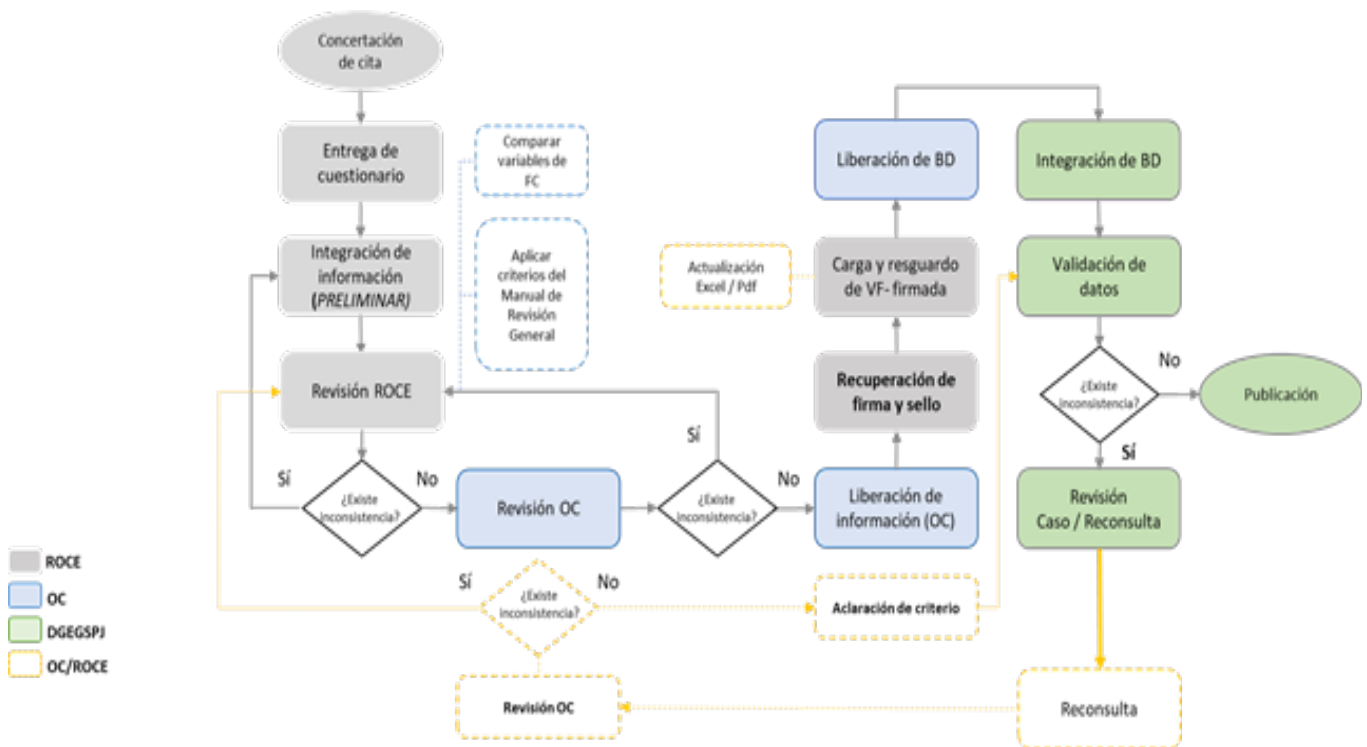 Concertación
de cita
Entrega de
cuestionario
Integración de
información
(PRELIMINAR)
Revisión ROCE
Comparar
variables de
FC
Aplicar
criterios del
Manual de
Revisión
General
¿Existe
inconsistencia?
Sí
No
Revisión OC
¿Existe
inconsistencia?
Sí
No
Liberación de
información (OC)
Recuperación de
firma y sello
Carga y resguardo
de VF- firmada
Actualización
Excel / Pdf
Liberación de BD
Integración de BD
Validación de
datos
¿Existe
inconsistencia?
No
Publicación
Sí
Revisión
Caso / Reconsulta
Reconsulta
Revisión OC
¿Existe
inconsistencia?
Sí
No
Aclaración de criterio
ROCE
OC
DGEGSPJ
OC/ROCE